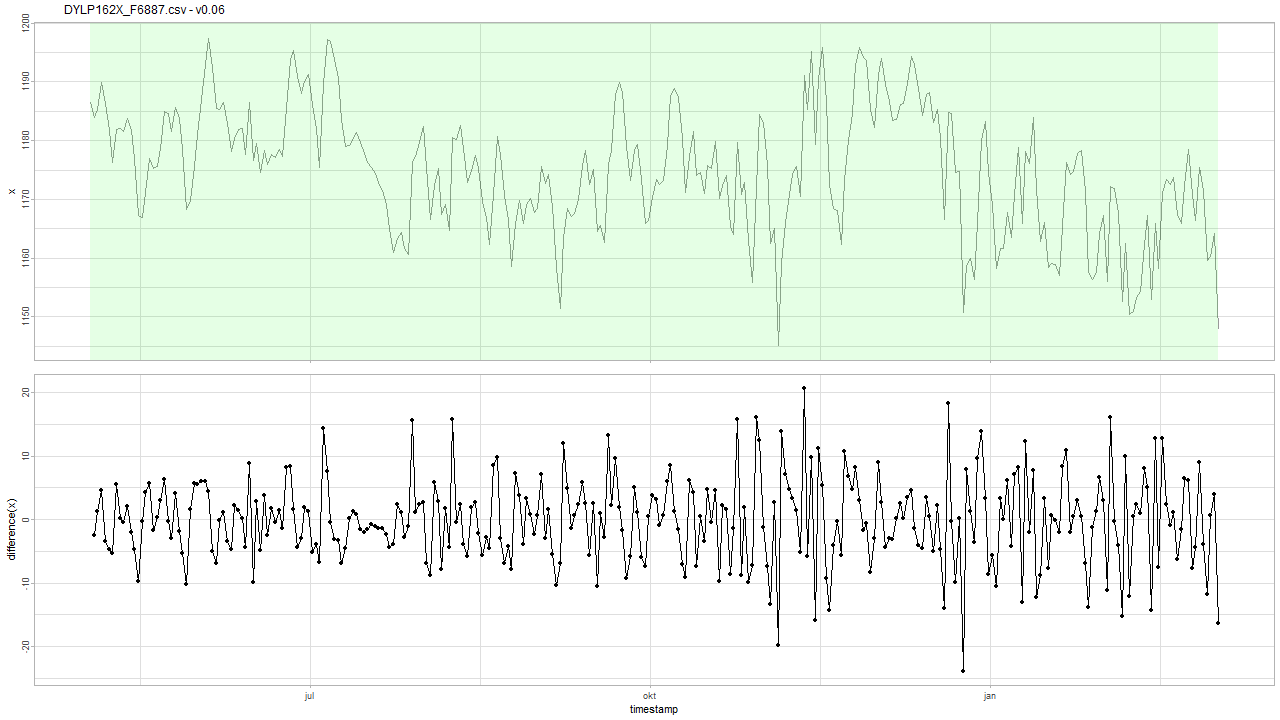 DYLP162X_F6887.csv - v0.06
1200
1190
1180
1170
1160
1150
x
20
10
0
-10
-20
difference(x)
jul okt jan
timestamp